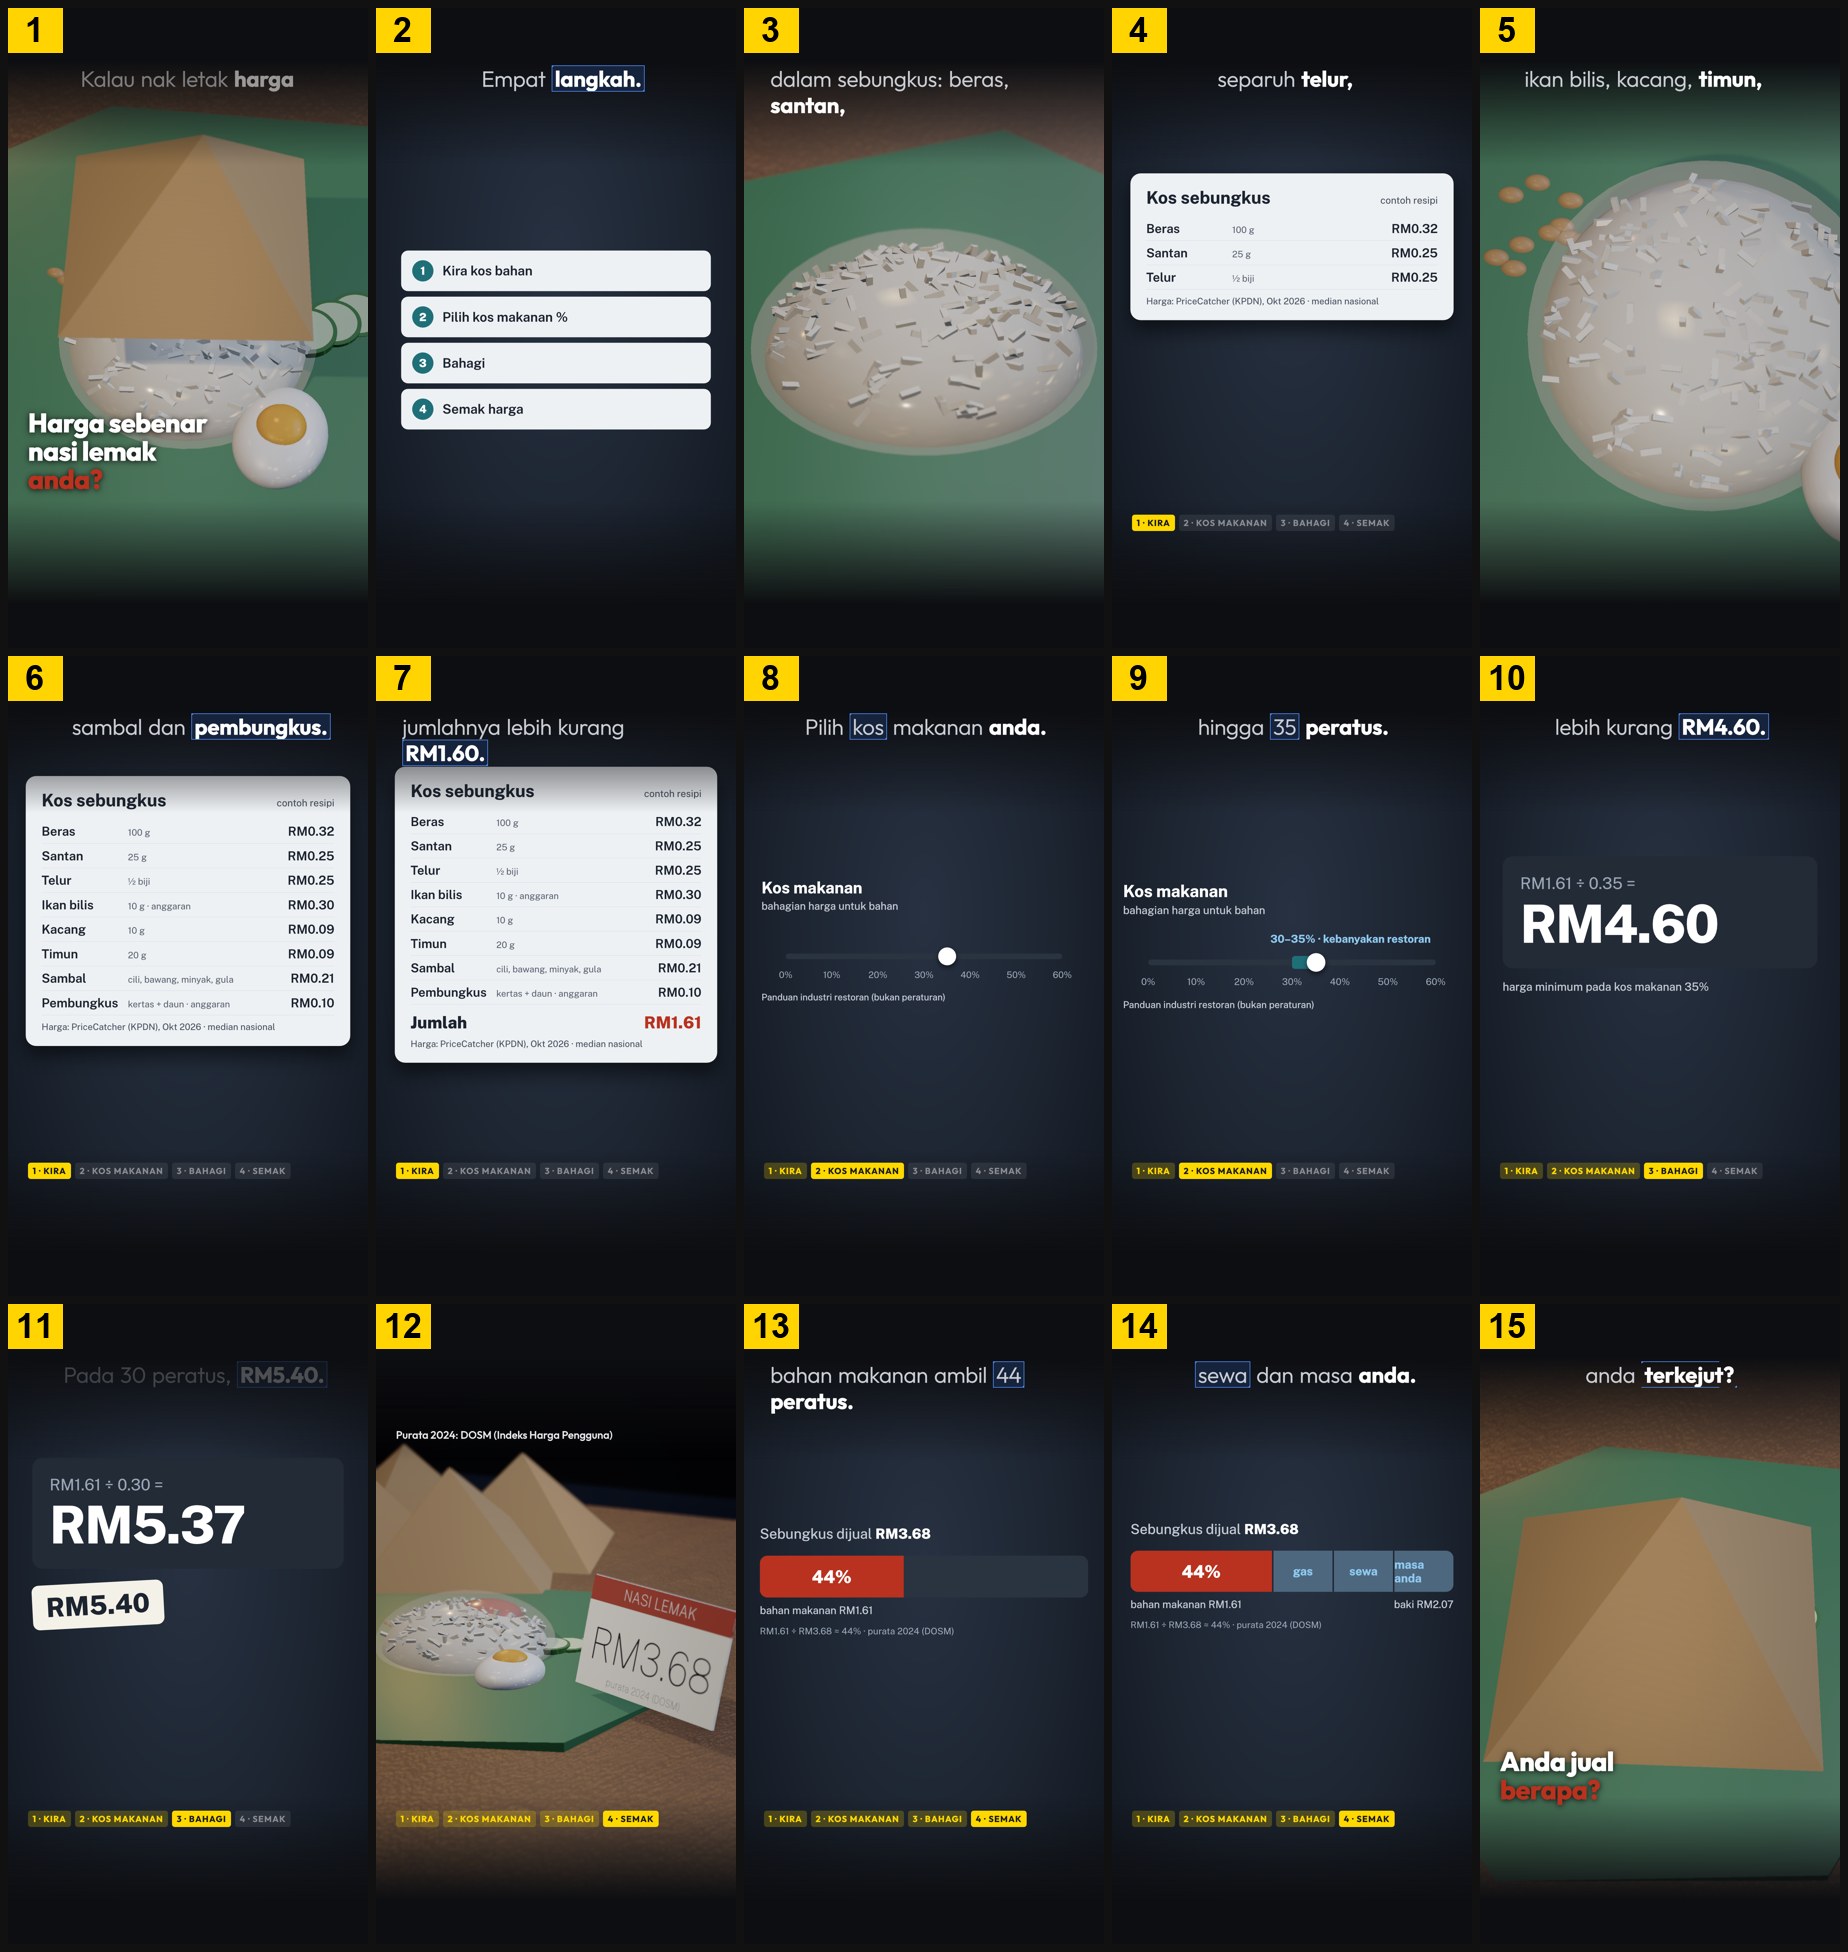 1
Kalau nak letak harga
Harga sebenar
nasi lemak
anda?
2
Empat langkah.
1 Kira kos bahan
2 Pilih kos makanan %
3 Bahagi
4 Semak harga
3
dalam sebungkus: beras,
santan,
4
separuh telur,
Kos sebungkus contoh resipi
Beras 100 g RM0.32
Santan 25 g RM0.25
Telur ½ biji RM0.25
Harga: PriceCatcher (KPDN), Okt 2026 · median nasional
1 · KIRA 2 · KOS MAKANAN 3 · BAHAGI 4 · SEMAK
5
ikan bilis, kacang, timun,
6
sambal dan pembungkus.
Kos sebungkus contoh resipi
Beras 100 g RM0.32
Santan 25 g RM0.25
Telur ½ biji RM0.25
Ikan bilis 10 g · anggaran RM0.30
Kacang 10 g RM0.09
Timun 20 g RM0.09
Sambal cili, bawang, minyak, gula RM0.21
Pembungkus kertas + daun · anggaran RM0.10
Harga: PriceCatcher (KPDN), Okt 2026 · median nasional
1 · KIRA 2 · KOS MAKANAN 3 · BAHAGI 4 · SEMAK
7
jumlahnya lebih kurang
RM1.60.
Kos sebungkus contoh resipi
Beras 100 g RM0.32
Santan 25 g RM0.25
Telur ½ biji RM0.25
Ikan bilis 10 g · anggaran RM0.30
Kacang 10 g RM0.09
Timun 20 g RM0.09
Sambal cili, bawang, minyak, gula RM0.21
Pembungkus kertas + daun · anggaran RM0.10
Jumlah RM1.61
Harga: PriceCatcher (KPDN), Okt 2026 · median nasional
1 · KIRA 2 · KOS MAKANAN 3 · BAHAGI 4 · SEMAK
8
Pilih kos makanan anda.
Kos makanan
bahagian harga untuk bahan
0% 10% 20% 30% 40% 50% 60%
Panduan industri restoran (bukan peraturan)
1 · KIRA 2 · KOS MAKANAN 3 · BAHAGI 4 · SEMAK
9
hingga 35 peratus.
Kos makanan
bahagian harga untuk bahan
30–35% · kebanyakan restoran
0% 10% 20% 30% 40% 50% 60%
Panduan industri restoran (bukan peraturan)
1 · KIRA 2 · KOS MAKANAN 3 · BAHAGI 4 · SEMAK
10
lebih kurang RM4.60.
RM1.61 ÷ 0.35 =
RM4.60
harga minimum pada kos makanan 35%
1 · KIRA 2 · KOS MAKANAN 3 · BAHAGI 4 · SEMAK
11
Pada 30 peratus, RM5.40.
RM1.61 ÷ 0.30 =
RM5.37
RM5.40
1 · KIRA 2 · KOS MAKANAN 3 · BAHAGI 4 · SEMAK
12
Purata 2024: DOSM (Indeks Harga Pengguna)
NASI LEMAK
RM3.68
purata 2024 (DOSM)
1 · KIRA 2 · KOS MAKANAN 3 · BAHAGI 4 · SEMAK
13
bahan makanan ambil 44
peratus.
Sebungkus dijual RM3.68
44%
bahan makanan RM1.61
RM1.61 ÷ RM3.68 = 44% · purata 2024 (DOSM)
1 · KIRA 2 · KOS MAKANAN 3 · BAHAGI 4 · SEMAK
14
sewa dan masa anda.
Sebungkus dijual RM3.68
44% gas sewa masa anda
bahan makanan RM1.61 baki RM2.07
RM1.61 ÷ RM3.68 = 44% · purata 2024 (DOSM)
1 · KIRA 2 · KOS MAKANAN 3 · BAHAGI 4 · SEMAK
15
anda terkejut?
Anda jual
berapa?